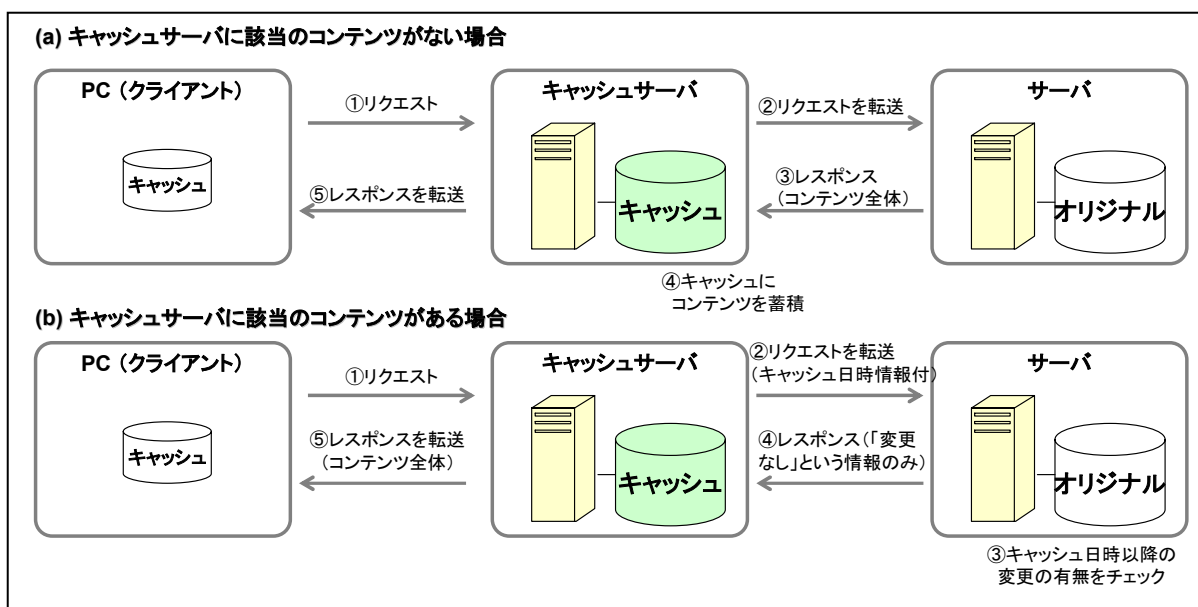 (a) キャッシュサーバに該当のコンテンツがない場合
PC (クライアント)
キャッシュ
①リクエスト
⑤レスポンスを転送
キャッシュサーバ
キャッシュ
④キャッシュに
コンテンツを蓄積
②リクエストを転送
③レスポンス
(コンテンツ全体)
サーバ
オリジナル
(b) キャッシュサーバに該当のコンテンツがある場合
PC (クライアント)
キャッシュ
①リクエスト
⑤レスポンスを転送
(コンテンツ全体)
キャッシュサーバ
キャッシュ
②リクエストを転送
(キャッシュ日時情報付)
④レスポンス(「変更
なし」という情報のみ)
サーバ
オリジナル
③キャッシュ日時以降の
変更の有無をチェック